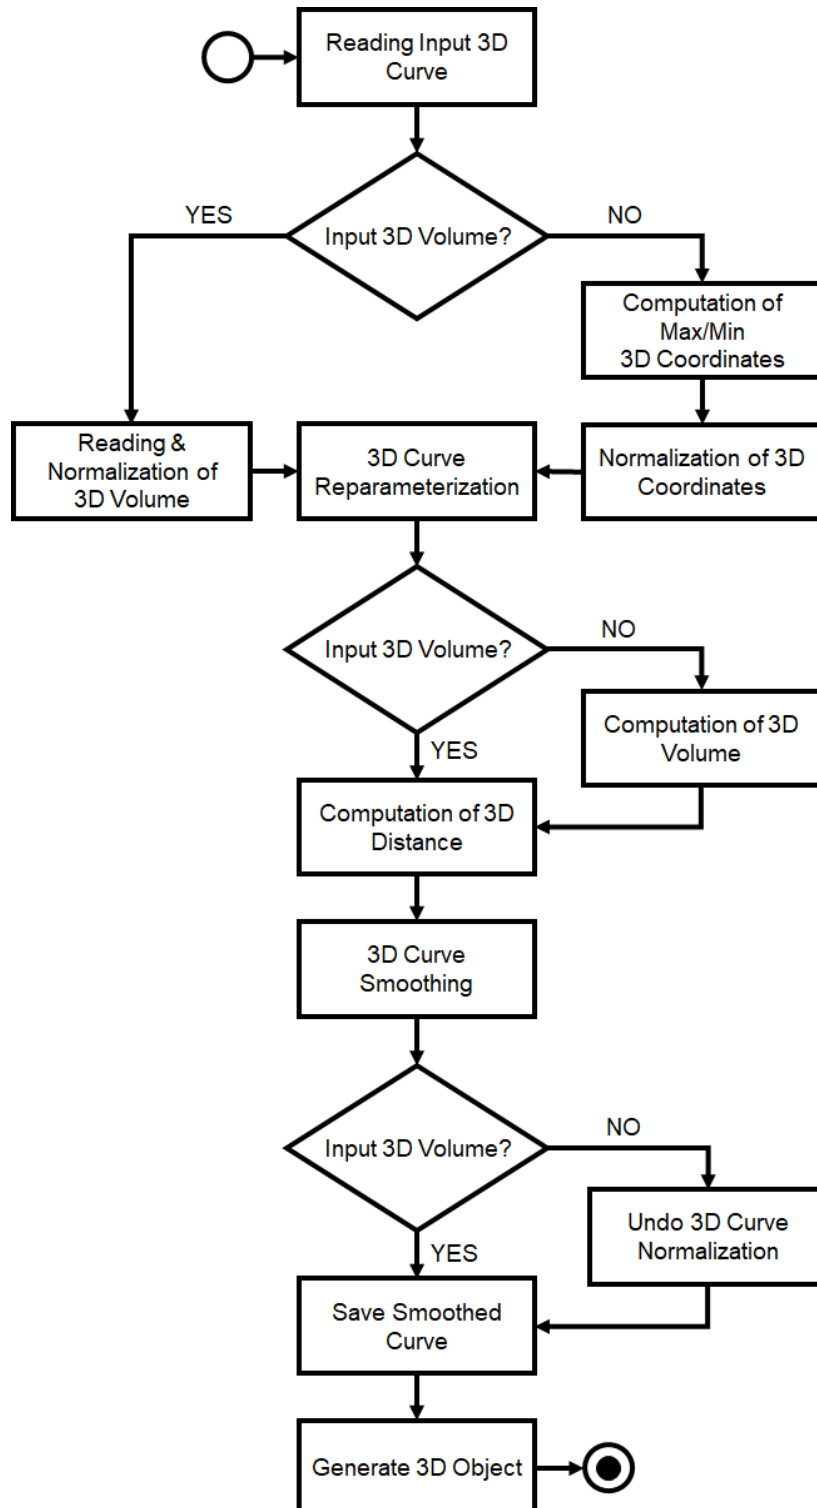 Reading Input 3D
Curve
YES
NO
Input 3D Volume?
Computation of
Max/Min
3D Coordinates
Reading &
Normalization of
3D Volume
3D Curve
Reparameterization
Normalization of 3D
Coordinates
Input 3D Volume?
NO
Computation of 3D
Volume
YES
Computation of 3D
Distance
3D Curve
Smoothing
Input 3D Volume?
NO
Undo 3D Curve
Normalization
YES
Save Smoothed
Curve
Generate 3D Object